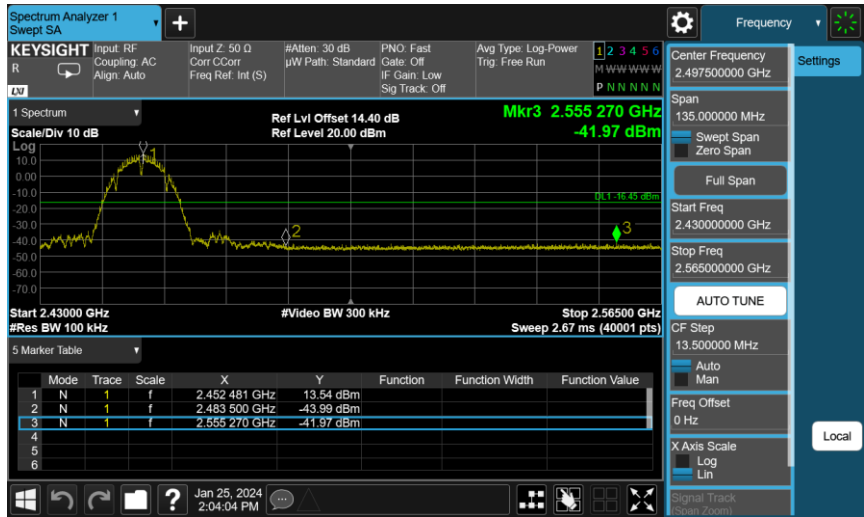 Spectrum Analyzer 1
Swept SA
+
Frequency
KEYSIGHT
R
LXI
Input: RF
Coupling: AC
Align: Auto
Input Z: 50 Ω
Corr CCorr
Freq Ref: Int (S)
#Atten: 30 dB
µW Path: Standard
PNO: Fast
Gate: Off
IF Gain: Low
Sig Track: Off
Avg Type: Log-Power
Trig: Free Run
1 2 3 4 5 6
M W W W W W
P N N N N N
1 Spectrum
Scale/Div 10 dB
Ref Lvl Offset 14.40 dB
Ref Level 20.00 dBm
Mkr3 2.555 270 GHz
-41.97 dBm
Log
10.0
0.00
-10.0
-20.0
-30.0
-40.0
-50.0
-60.0
-70.0
1
2
3
DL1 -16.45 dBm
Start 2.43000 GHz
#Res BW 100 kHz
#Video BW 300 kHz
Stop 2.56500 GHz
Sweep 2.67 ms (40001 pts)
5 Marker Table
Mode Trace Scale X Y Function Function Width Function Value
1 N 1 f 2.452 481 GHz 13.54 dBm
2 N 1 f 2.483 500 GHz -43.99 dBm
3 N 1 f 2.555 270 GHz -41.97 dBm
4
5
6
Center Frequency
2.497500000 GHz
Settings
Span
135.000000 MHz
Swept Span
Zero Span
Full Span
Start Freq
2.430000000 GHz
Stop Freq
2.565000000 GHz
AUTO TUNE
CF Step
13.500000 MHz
Auto
Man
Freq Offset
0 Hz
Local
X Axis Scale
Log
Lin
Signal Track
(Span Zoom)
?
Jan 25, 2024
2:04:04 PM